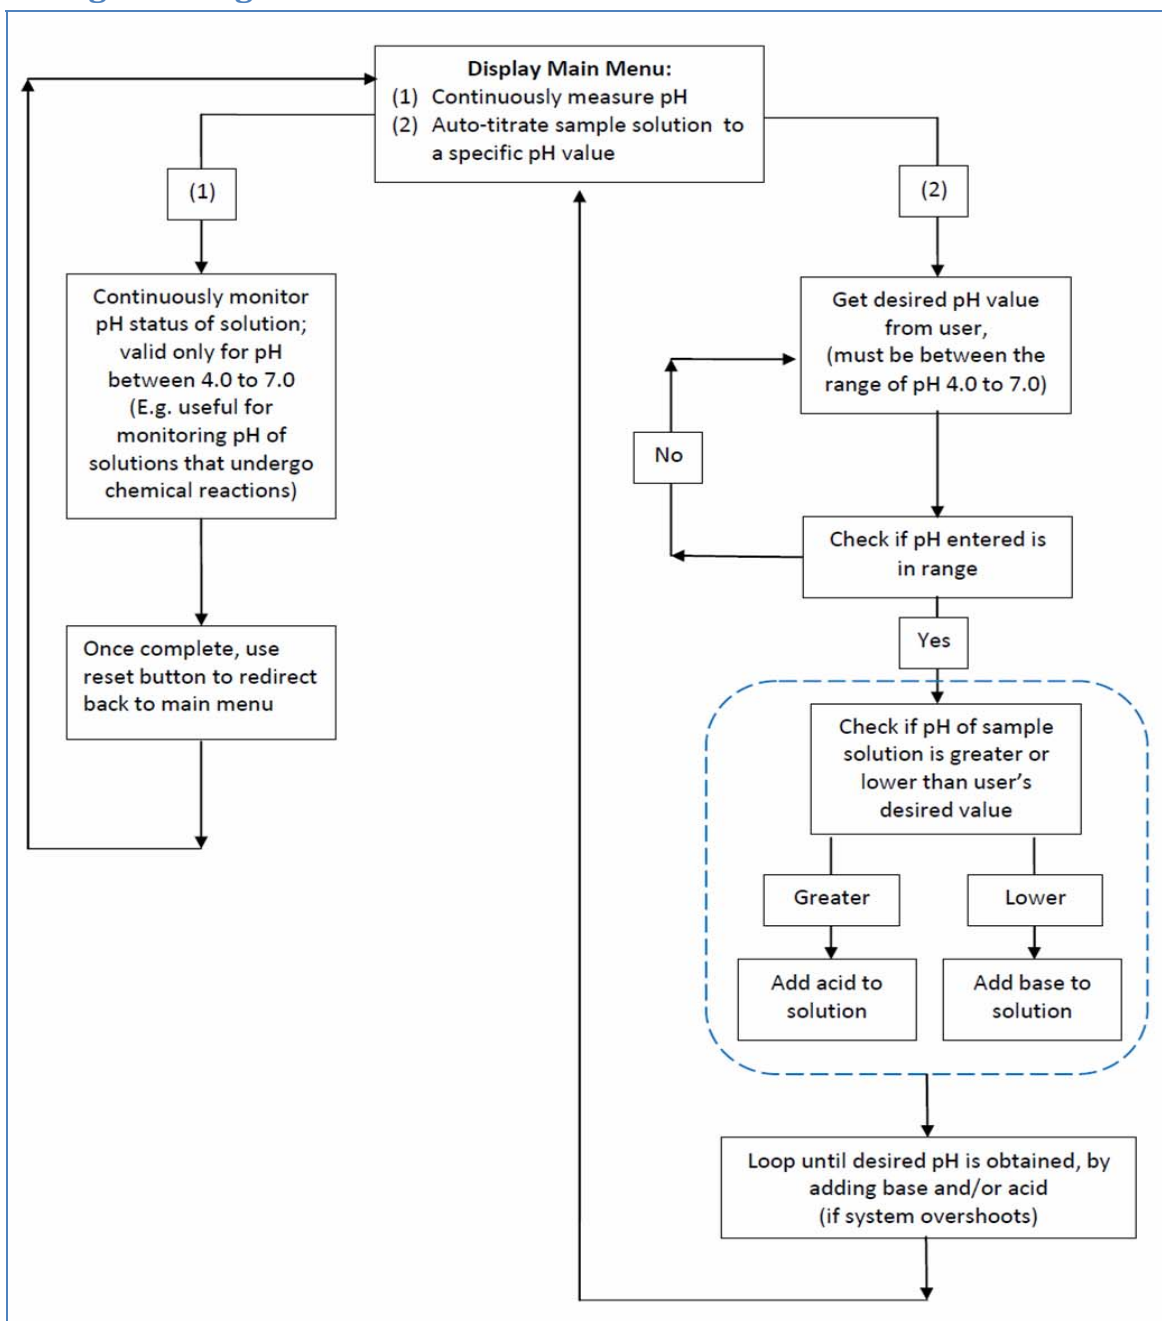 Display Main Menu:
(1) Continuously measure pH
(2) Auto-titrate sample solution to
a specific pH value
(1)
(2)
Continuously monitor
pH status of solution;
valid only for pH
between 4.0 to 7.0
(E.g. useful for
monitoring pH of
solutions that undergo
chemical reactions)
Get desired pH value
from user,
(must be between the
range of pH 4.0 to 7.0)
No
Check if pH entered is
in range
Yes
Once complete, use
reset button to redirect
back to main menu
Check if pH of sample
solution is greater or
lower than user's
desired value
Greater
Lower
Add acid to
solution
Add base to
solution
Loop until desired pH is obtained, by
adding base and/or acid
(if system overshoots)